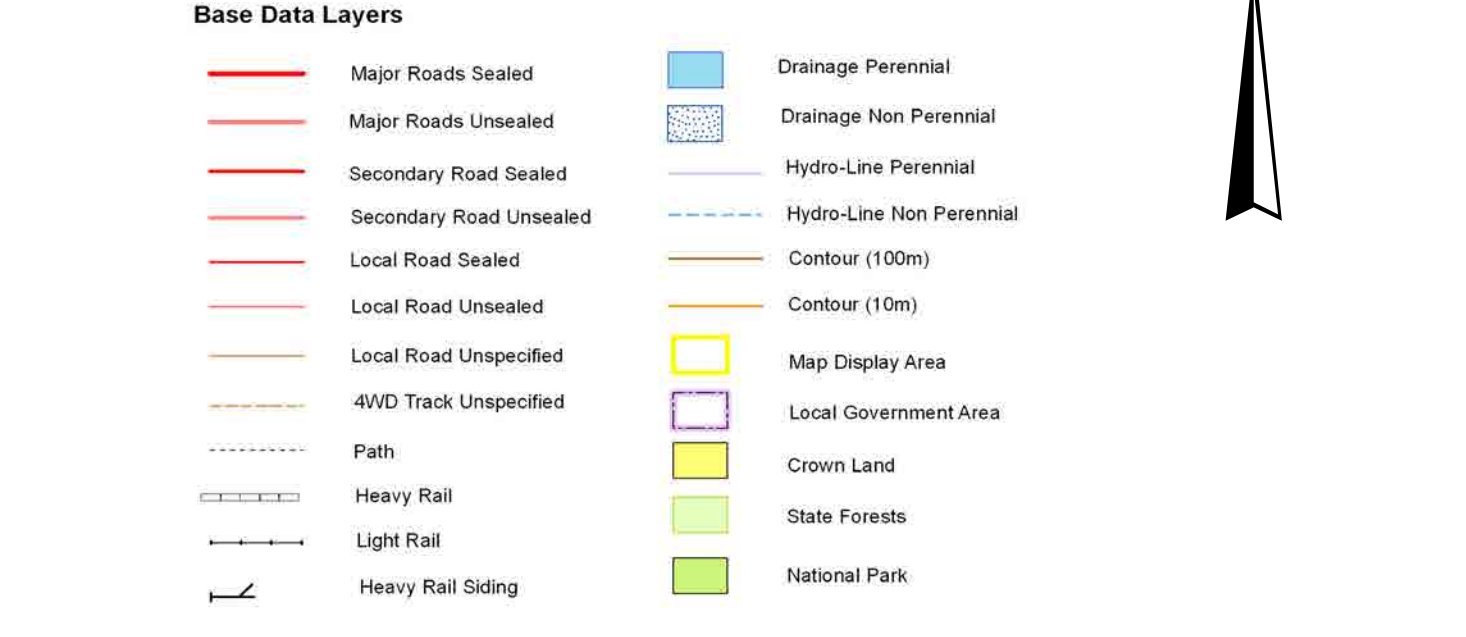 Base Data Layers
Major Roads Sealed
Major Roads Unsealed
Secondary Road Sealed
Secondary Road Unsealed
Local Road Sealed
Local Road Unsealed
Local Road Unspecified
4WD Track Unspecified
Path
Heavy Rail
Light Rail
Heavy Rail Siding
Drainage Perennial
Drainage Non Perennial
Hydro-Line Perennial
Hydro-Line Non Perennial
Contour (100m)
Contour (10m)
Map Display Area
Local Government Area
Crown Land
State Forests
National Park